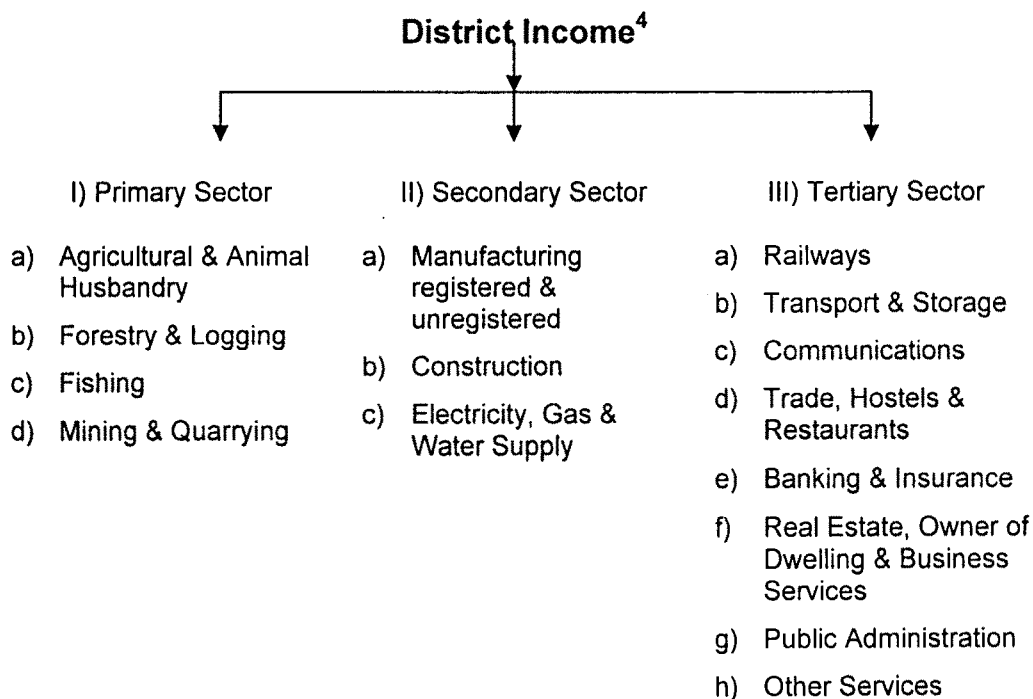 District Income⁴
I) Primary Sector
a) Agricultural & Animal
Husbandry
b) Forestry & Logging
c) Fishing
d) Mining & Quarrying
II) Secondary Sector
a) Manufacturing
registered &
unregistered
b) Construction
c) Electricity, Gas &
Water Supply
III) Tertiary Sector
a) Railways
b) Transport & Storage
c) Communications
d) Trade, Hostels &
Restaurants
e) Banking & Insurance
f) Real Estate, Owner of
Dwelling & Business
Services
g) Public Administration
h) Other Services